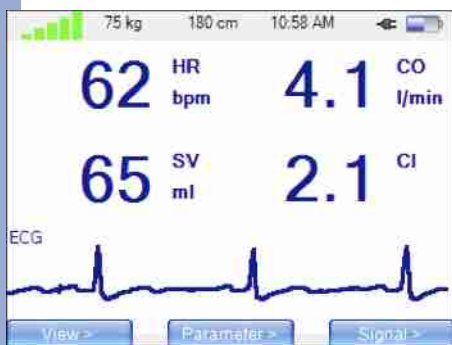 75 kg 180 cm 10:58 AM
62 HR bpm 4.1 CO l/min
65 SV ml 2.1 CI
ECG
View > Parameter > Signal >